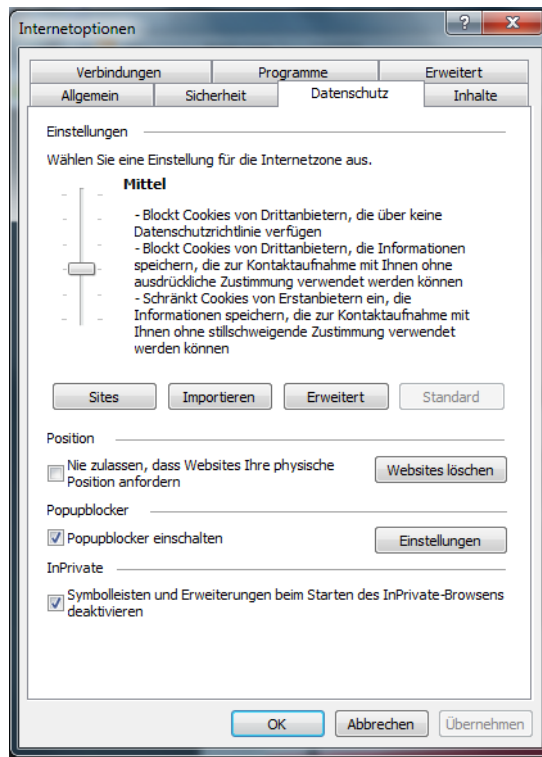 Internetoptionen
?
X
Verbindungen
Programme
Erweitert
Allgemein
Sicherheit
Datenschutz
Inhalte
Einstellungen
Wählen Sie eine Einstellung für die Internetzone aus.
Mittel
- Blockt Cookies von Drittanbietern, die über keine
Datenschutzrichtlinie verfügen
- Blockt Cookies von Drittanbietern, die Informationen
speichern, die zur Kontaktaufnahme mit Ihnen ohne
ausdrückliche Zustimmung verwendet werden können
- Schränkt Cookies von Erstanbietern ein, die
Informationen speichern, die zur Kontaktaufnahme mit
Ihnen ohne stillschweigende Zustimmung verwendet
werden können
Sites
Importieren
Erweitert
Standard
Position
Nie zulassen, dass Websites Ihre physische
Position anfordern
Websites löschen
Popupblocker
Popupblocker einschalten
Einstellungen
InPrivate
Symbolleisten und Erweiterungen beim Starten des InPrivate-Browsens
deaktivieren
OK
Abbrechen
Übernehmen